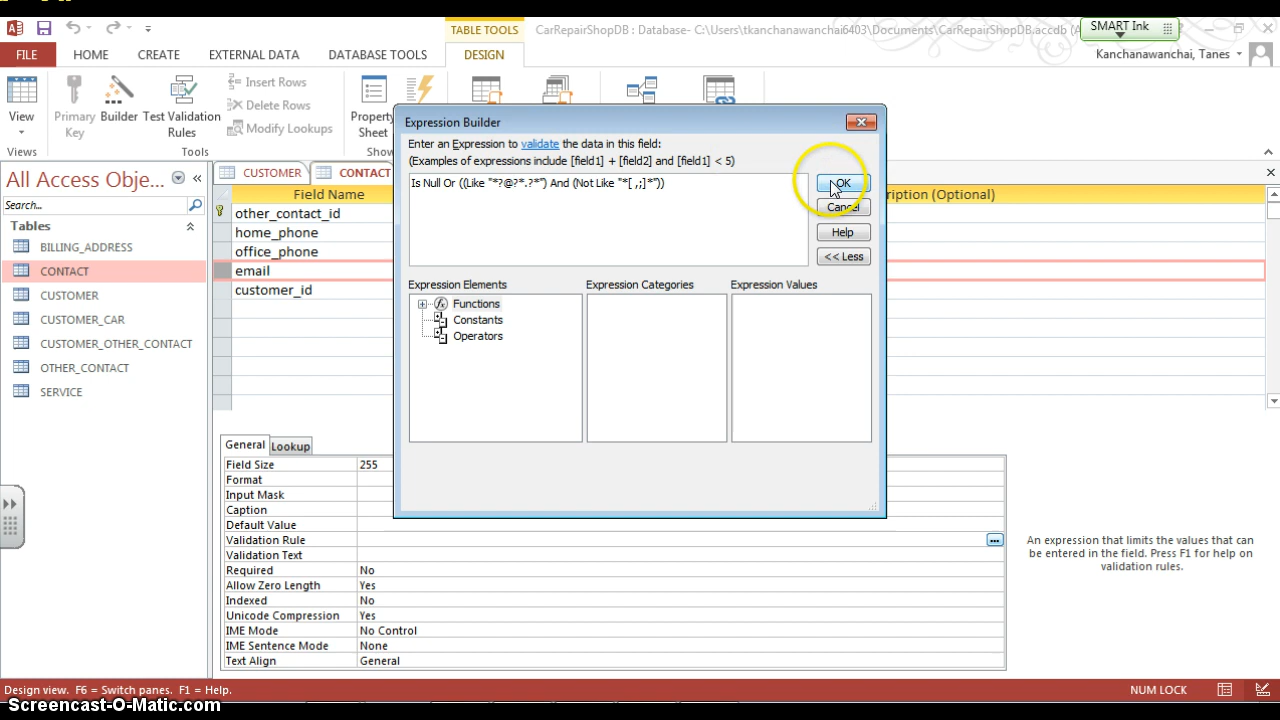 TABLE TOOLS
CarRepairShopDB : Database- C:\Users\tkanchanawanchai6403\Documents\CarRepairShopDB.accdb (A
SMART Ink
FILE
HOME
CREATE
EXTERNAL DATA
DATABASE TOOLS
DESIGN
Kanchanawanchai, Tanes
View
Primary Key
Builder
Test Validation Rules
Insert Rows
Delete Rows
Modify Lookups
Property Sheet
Views
Tools
Expression Builder
Enter an Expression to validate the data in this field:
(Examples of expressions include [field1] + [field2] and [field1] < 5)
Is Null Or ((Like "*?@?*.?*") And (Not Like "*[ ,;]*"))
OK
Cancel
Help
<< Less
Expression Elements
Expression Categories
Expression Values
Functions
Constants
Operators
All Access Obje...
Search...
Tables
BILLING_ADDRESS
CONTACT
CUSTOMER
CUSTOMER_CAR
CUSTOMER_OTHER_CONTACT
OTHER_CONTACT
SERVICE
CUSTOMER
CONTACT
Field Name
ription (Optional)
other_contact_id
home_phone
office_phone
email
customer_id
General
Lookup
Field Size 255
Format
Input Mask
Caption
Default Value
Validation Rule
Validation Text
Required No
Allow Zero Length Yes
Indexed No
Unicode Compression Yes
IME Mode No Control
IME Sentence Mode None
Text Align General
An expression that limits the values that can
be entered in the field. Press F1 for help on
validation rules.
Design view. F6 = Switch panes. F1 = Help.
NUM LOCK
Screencast-O-Matic.com